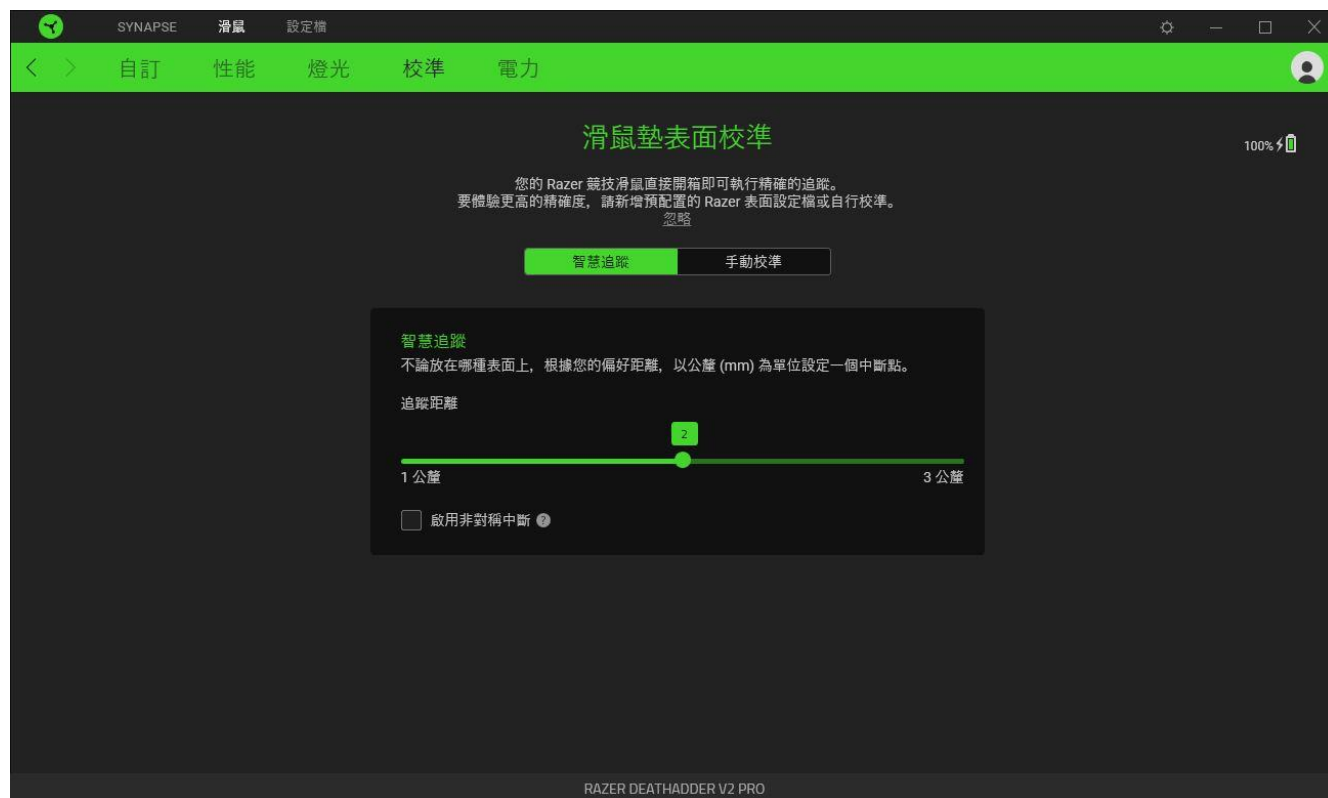 SYNAPSE 滑鼠 設定檔
自訂 性能 燈光 校準 電力
滑鼠墊表面校準
100%
您的 Razer 競技滑鼠直接開箱即可執行精確的追蹤。
要體驗更高的精確度，請新增預配置的 Razer 表面設定檔或自行校準。
忽略
智慧追蹤 手動校準
智慧追蹤
不論放在哪種表面上，根據您的偏好距離，以公釐 (mm) 為單位設定一個中斷點。
追蹤距離
2
1 公釐 3 公釐
啟用非對稱中斷 ?
RAZER DEATHADDER V2 PRO